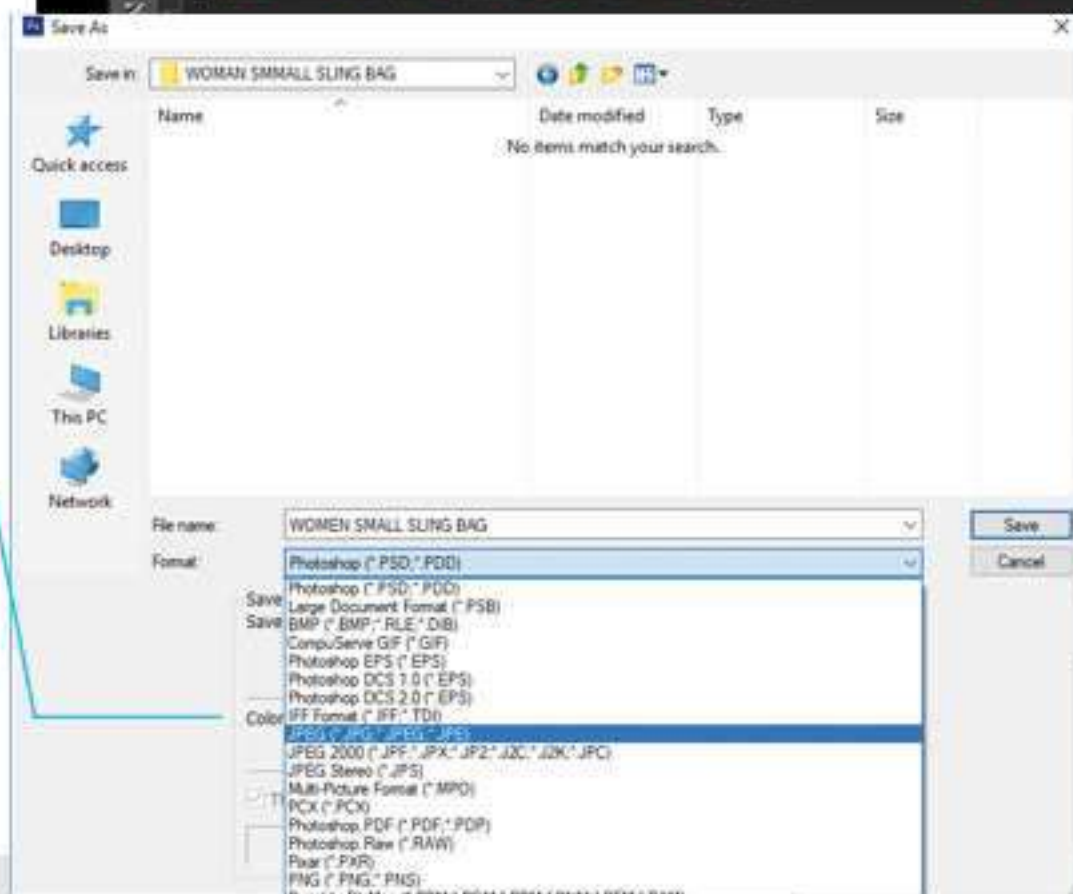 Ps Save As
Save in: WOMAN SMMALL SLING BAG
Name Date modified Type Size
No items match your search.
Quick access
Desktop
Libraries
This PC
Network
File name: WOMEN SMALL SLING BAG Save
Format: Photoshop (*.PSD;*.PDD) Cancel
Photoshop (*.PSD;*.PDD)
Save Large Document Format (*.PSB)
Save BMP (*.BMP;*.RLE;*.DIB)
CompuServe GIF (*.GIF)
Photoshop EPS (*.EPS)
Photoshop DCS 1.0 (*.EPS)
Photoshop DCS 2.0 (*.EPS)
Color IFF Format (*.IFF;*.TDI)
JPEG (*.JPG;*.JPEG;*.JPE)
JPEG 2000 (*.JPF;*.JPX;*.JP2;*.J2C;*.J2K;*.JPC)
JPEG Stereo (*.JPS)
Multi-Picture Format (*.MPO)
PCX (*.PCX)
Photoshop PDF (*.PDF;*.PDP)
Photoshop Raw (*.RAW)
Pixar (*.PXR)
PNG (*.PNG;*.PNS)